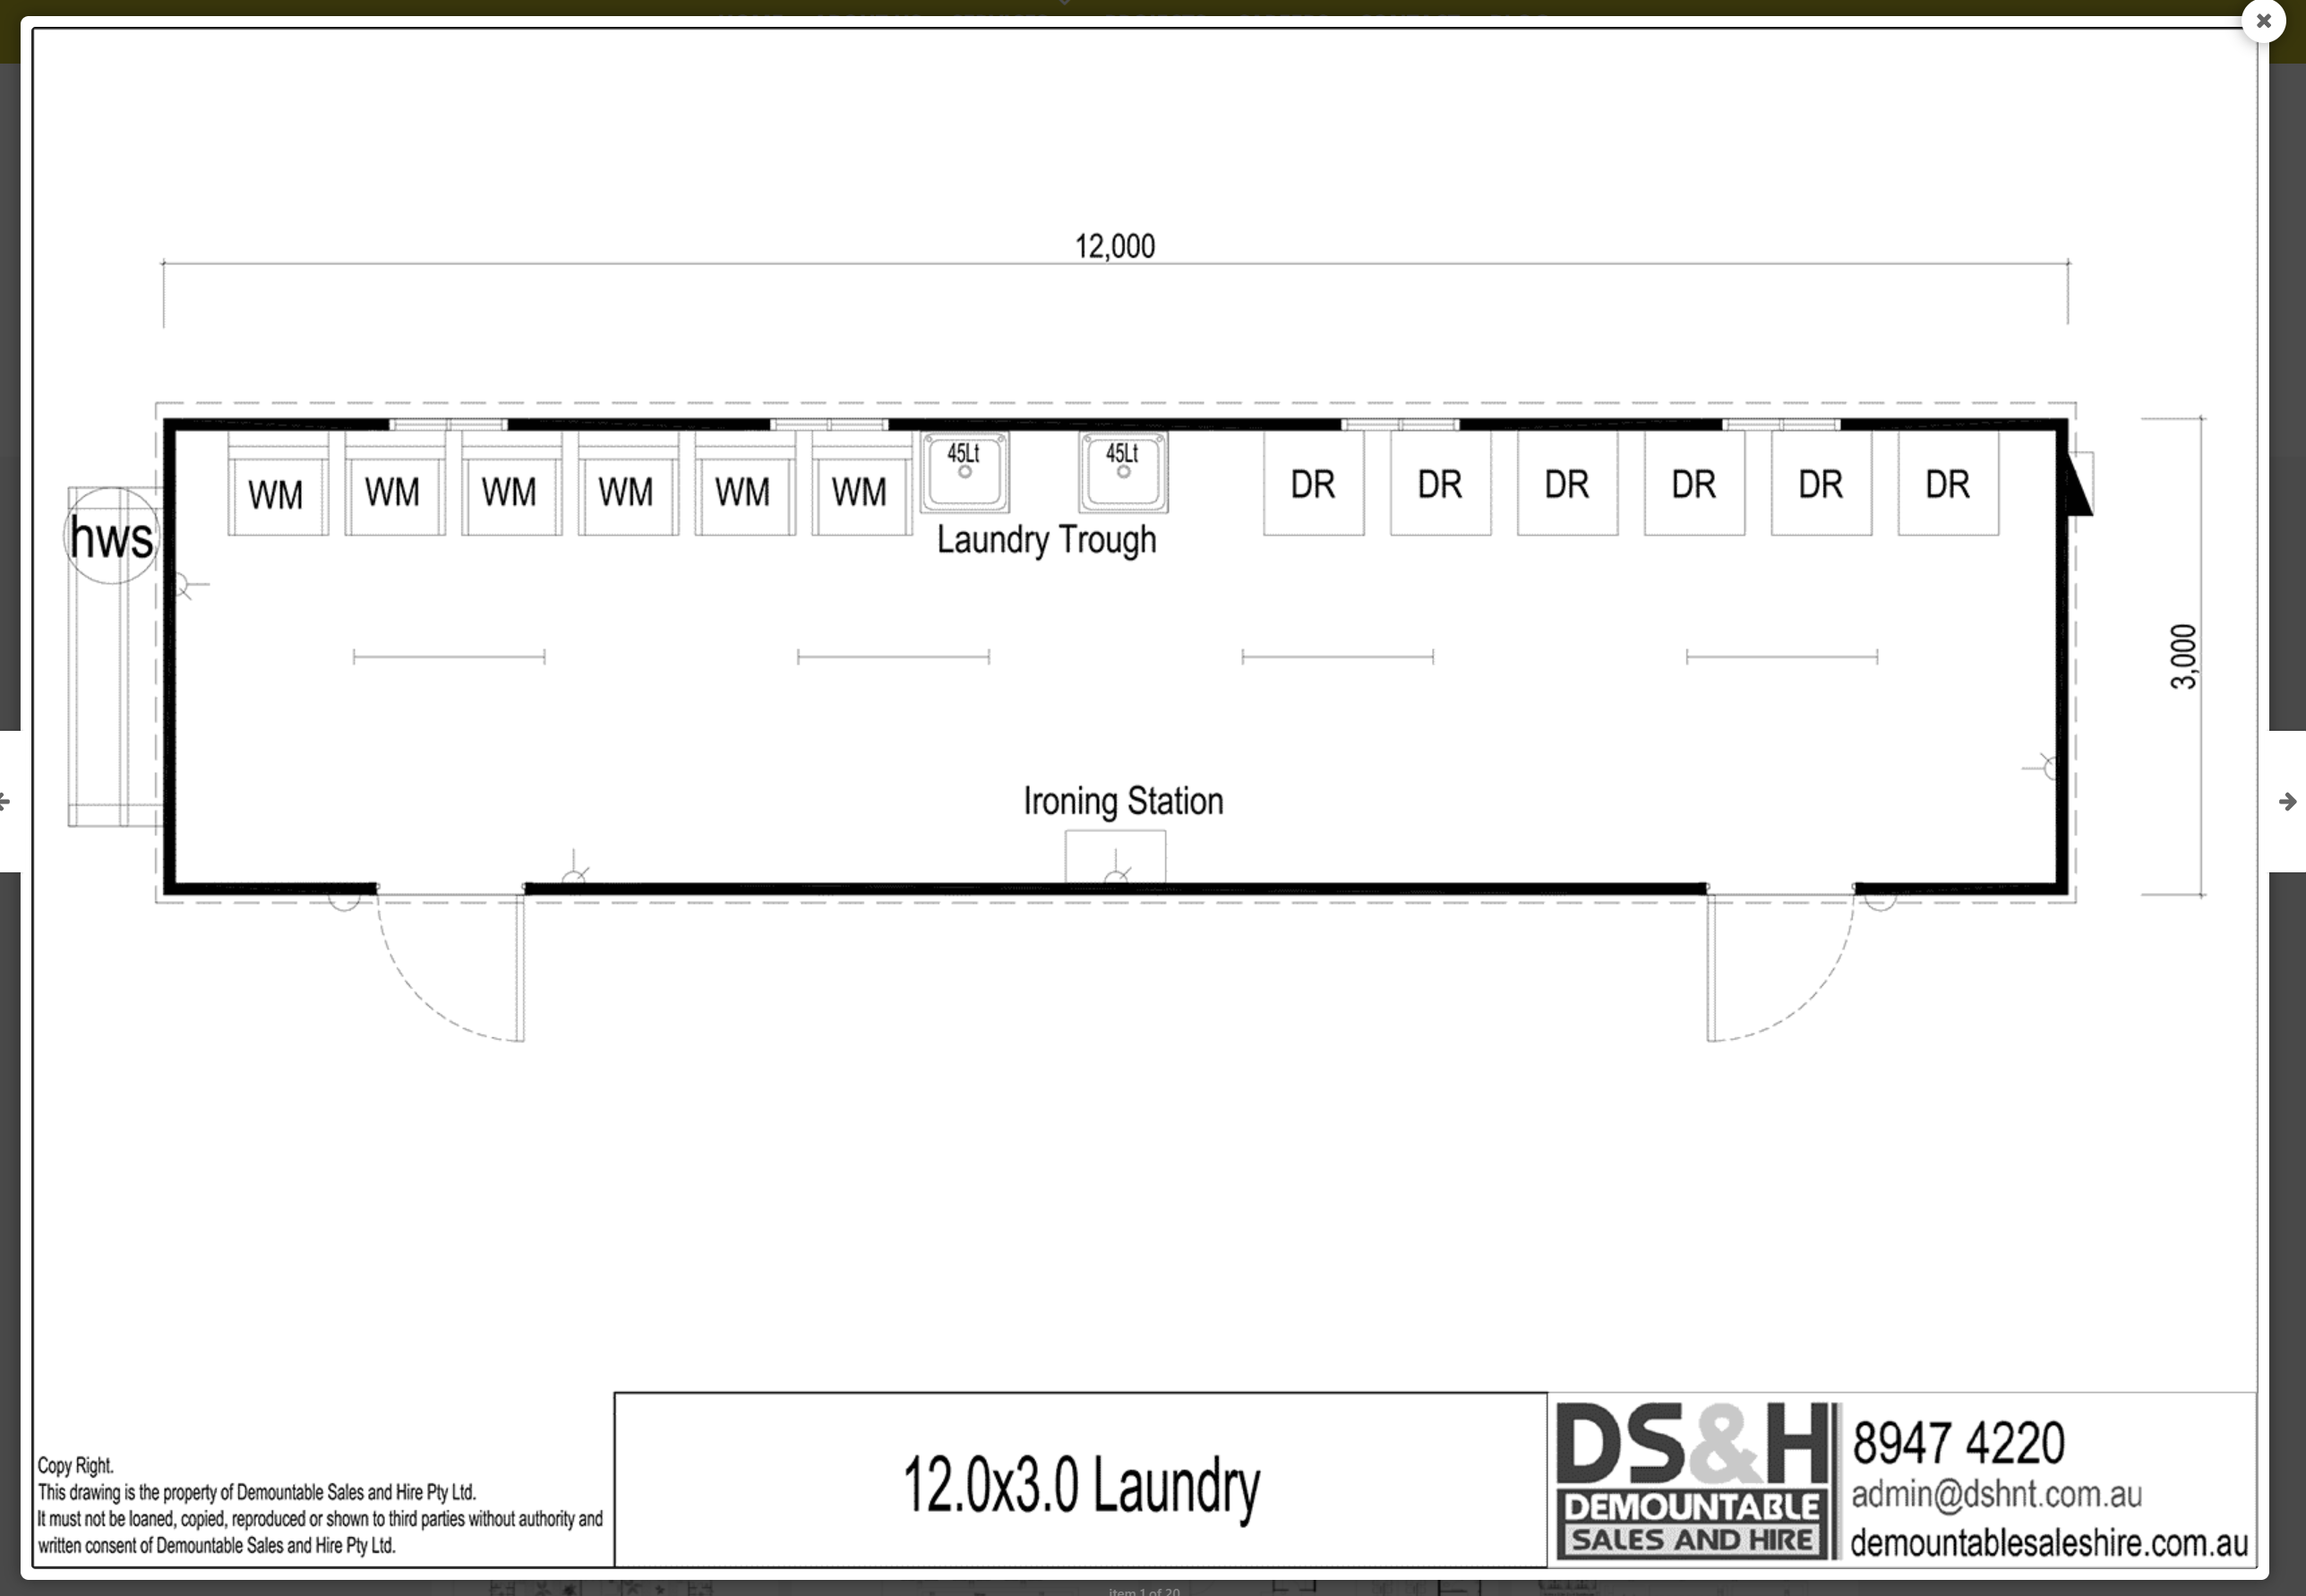 12,000
WM WM WM WM WM WM 45Lt 45Lt DR DR DR DR DR DR
hws
Laundry Trough
3,000
Ironing Station
Copy Right.
This drawing is the property of Demountable Sales and Hire Pty Ltd.
It must not be loaned, copied, reproduced or shown to third parties without authority and
written consent of Demountable Sales and Hire Pty Ltd.
12.0x3.0 Laundry
DS&H
DEMOUNTABLE
SALES AND HIRE
8947 4220
admin@dshnt.com.au
demountablesaleshire.com.au
item 1 of 20